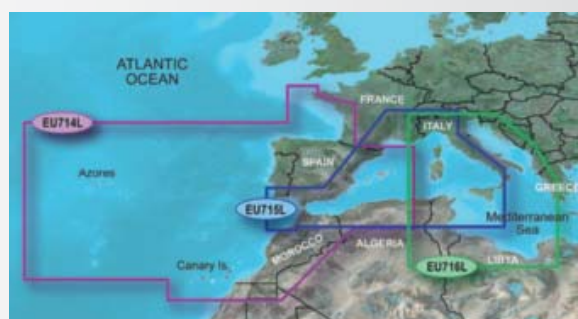 ATLANTIC
OCEAN
FRANCE
EU714L
ITALY
SPAIN
Azores
GREECE
EU715L
Mediterranean
Sea
MOROCCO
ALGERIA
LIBYA
Canary Is.
EU716L